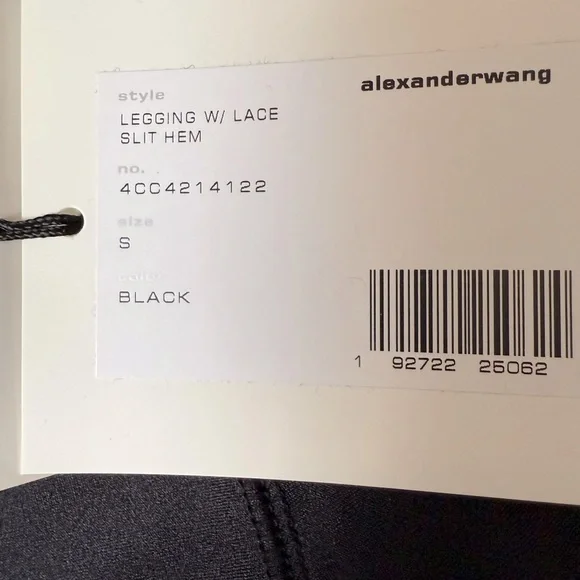 alexanderwang
style
LEGGING W/ LACE
SLIT HEM
no.
4CC4214122
size
S
BLACK
1 92722 25062